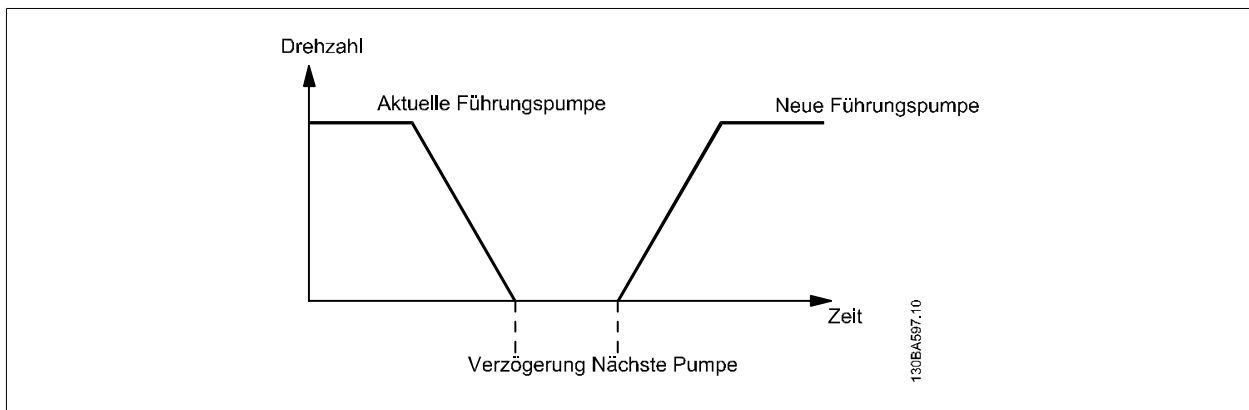 Drehzahl
Aktuelle Führungspumpe
Neue Führungspumpe
Zeit
Verzögerung Nächste Pumpe
130BA597.10